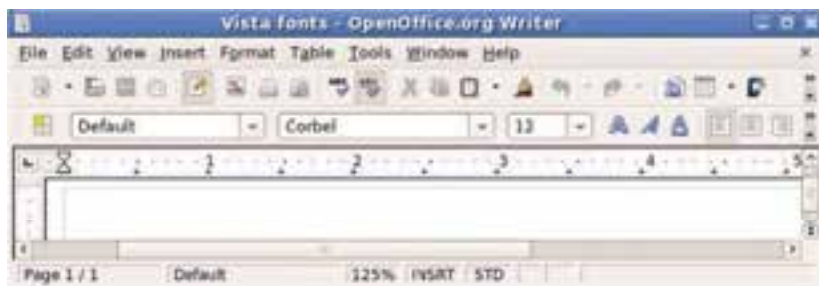 Vista fonts - OpenOffice.org Writer
File Edit View Insert Format Table Tools Window Help
Default Corbel 13
1 2 3 4 5
Page 1 / 1 Default 125% INSRT STD